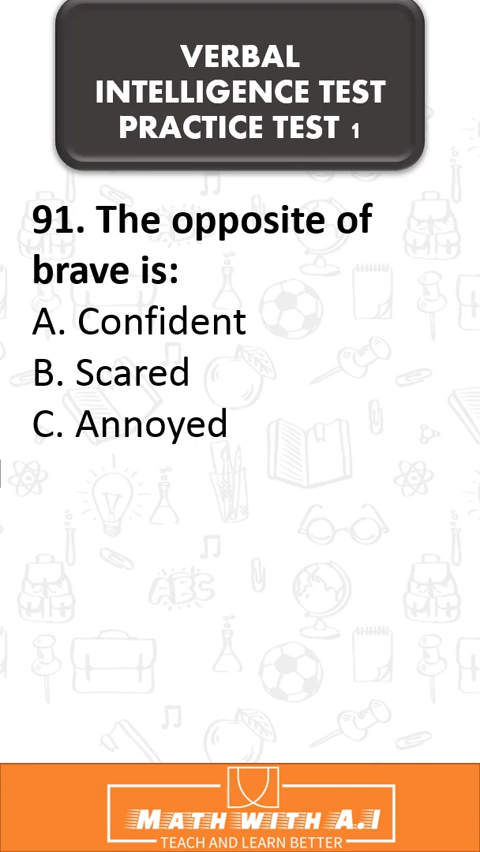 VERBAL
INTELLIGENCE TEST
PRACTICE TEST 1
91. The opposite of
brave is:
A. Confident
B. Scared
C. Annoyed
ABC
MATH WITH A.I
TEACH AND LEARN BETTER